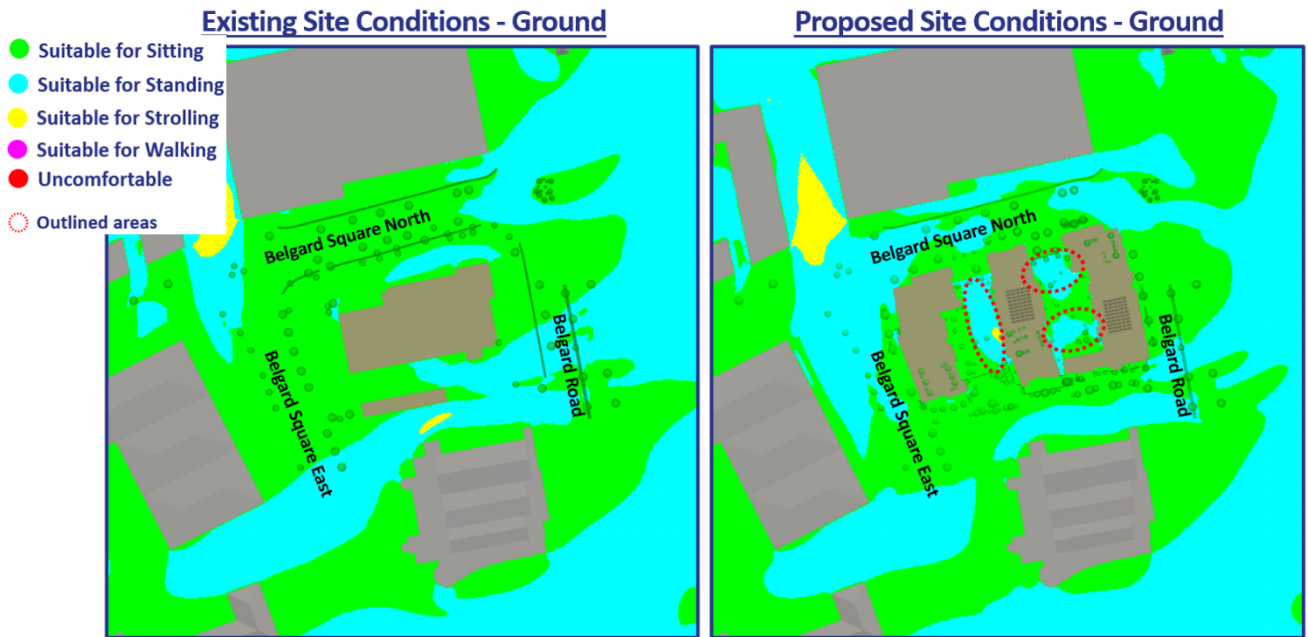 Existing Site Conditions - Ground
Proposed Site Conditions - Ground
Suitable for Sitting
Suitable for Standing
Suitable for Strolling
Suitable for Walking
Uncomfortable
Outlined areas
Belgard Square North
Belgard Road
Belgard Square East
Belgard Square North
Belgard Road
Belgard Square East